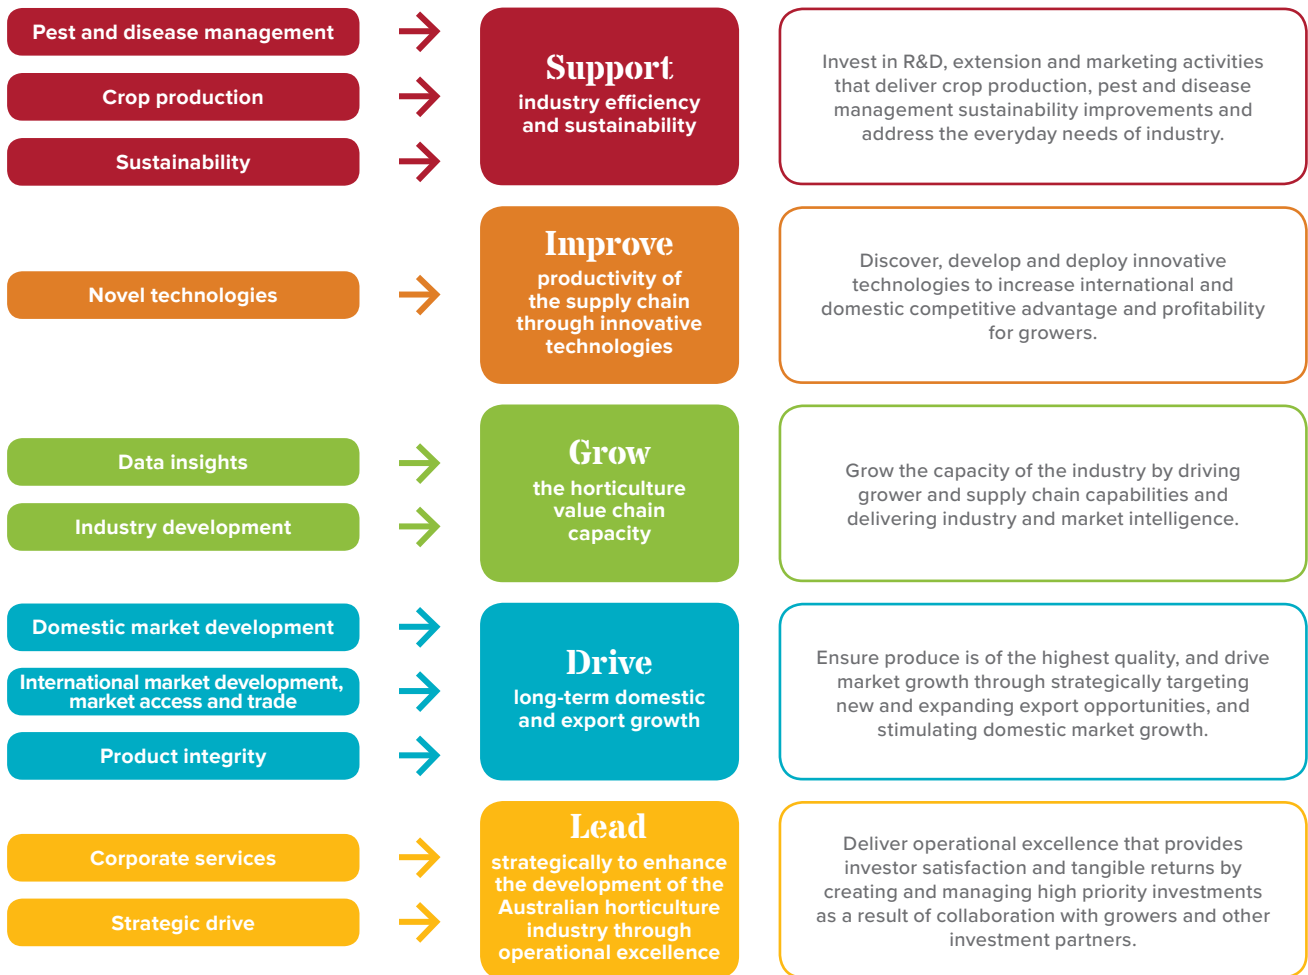 Pest and disease management
Crop production
Sustainability
Support
industry efficiency
and sustainability
Invest in R&D, extension and marketing activities
that deliver crop production, pest and disease
management sustainability improvements and
address the everyday needs of industry.
Novel technologies
Improve
productivity of
the supply chain
through innovative
technologies
Discover, develop and deploy innovative
technologies to increase international and
domestic competitive advantage and profitability
for growers.
Data insights
Industry development
Grow
the horticulture
value chain
capacity
Grow the capacity of the industry by driving
grower and supply chain capabilities and
delivering industry and market intelligence.
Domestic market development
International market development,
market access and trade
Product integrity
Drive
long-term domestic
and export growth
Ensure produce is of the highest quality, and drive
market growth through strategically targeting
new and expanding export opportunities, and
stimulating domestic market growth.
Corporate services
Strategic drive
Lead
strategically to enhance
the development of the
Australian horticulture
industry through
operational excellence
Deliver operational excellence that provides
investor satisfaction and tangible returns by
creating and managing high priority investments
as a result of collaboration with growers and other
investment partners.